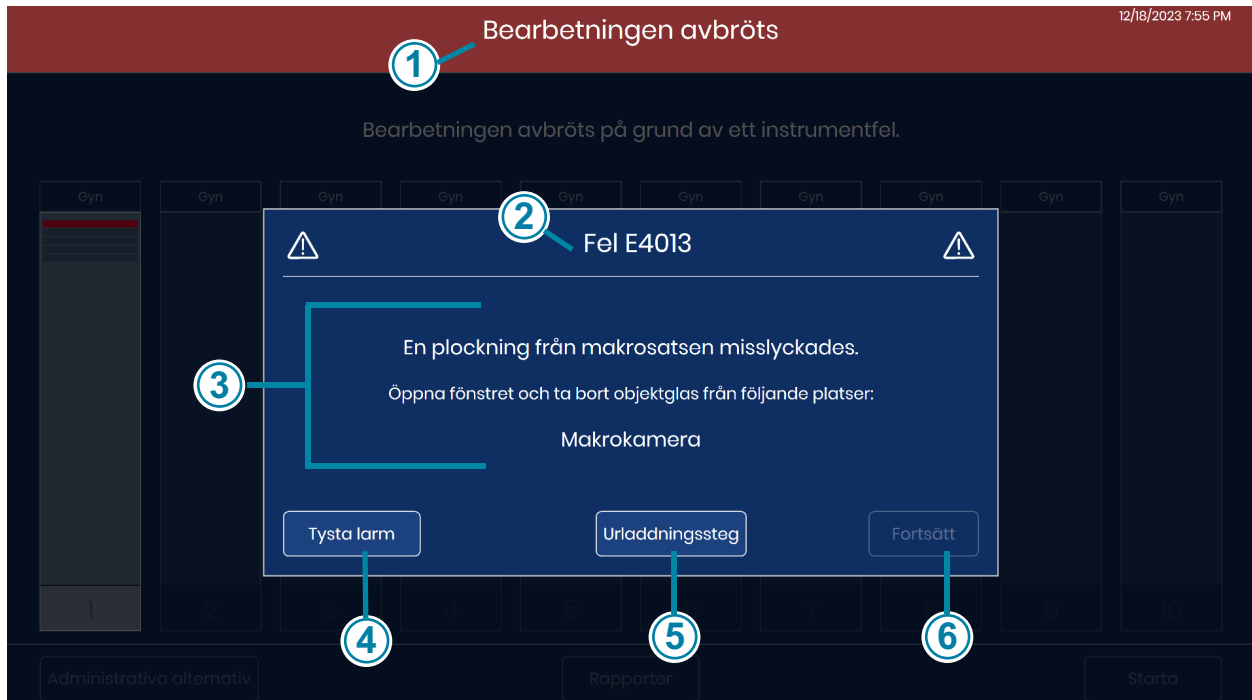 Bearbetningen avbröts
12/18/2023 7:55 PM
1
Bearbetningen avbröts på grund av ett instrumentfel.
Gyn Gyn Gyn Gyn Gyn Gyn Gyn Gyn Gyn Gyn
2
Fel E4013
3
En plockning från makrosatsen misslyckades.
Öppna fönstret och ta bort objektglas från följande platser:
Makrokamera
Tysta larm Urladdningssteg Fortsätt
1 2 3 4 5 7 9 10
4 5 6
Administrativa alternativ Rapporter Starta